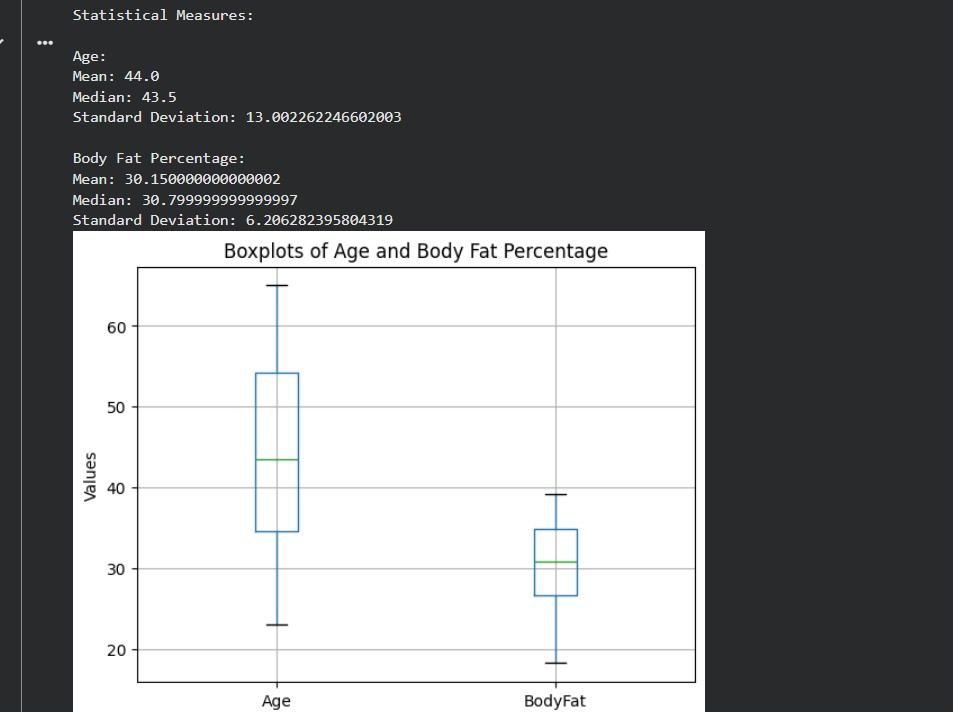 Statistical Measures:
Age:
Mean: 44.0
Median: 43.5
Standard Deviation: 13.002262246602003
Body Fat Percentage:
Mean: 30.150000000000002
Median: 30.799999999999997
Standard Deviation: 6.206282395804319
Boxplots of Age and Body Fat Percentage
60
50
40
30
20
Values
Age
BodyFat